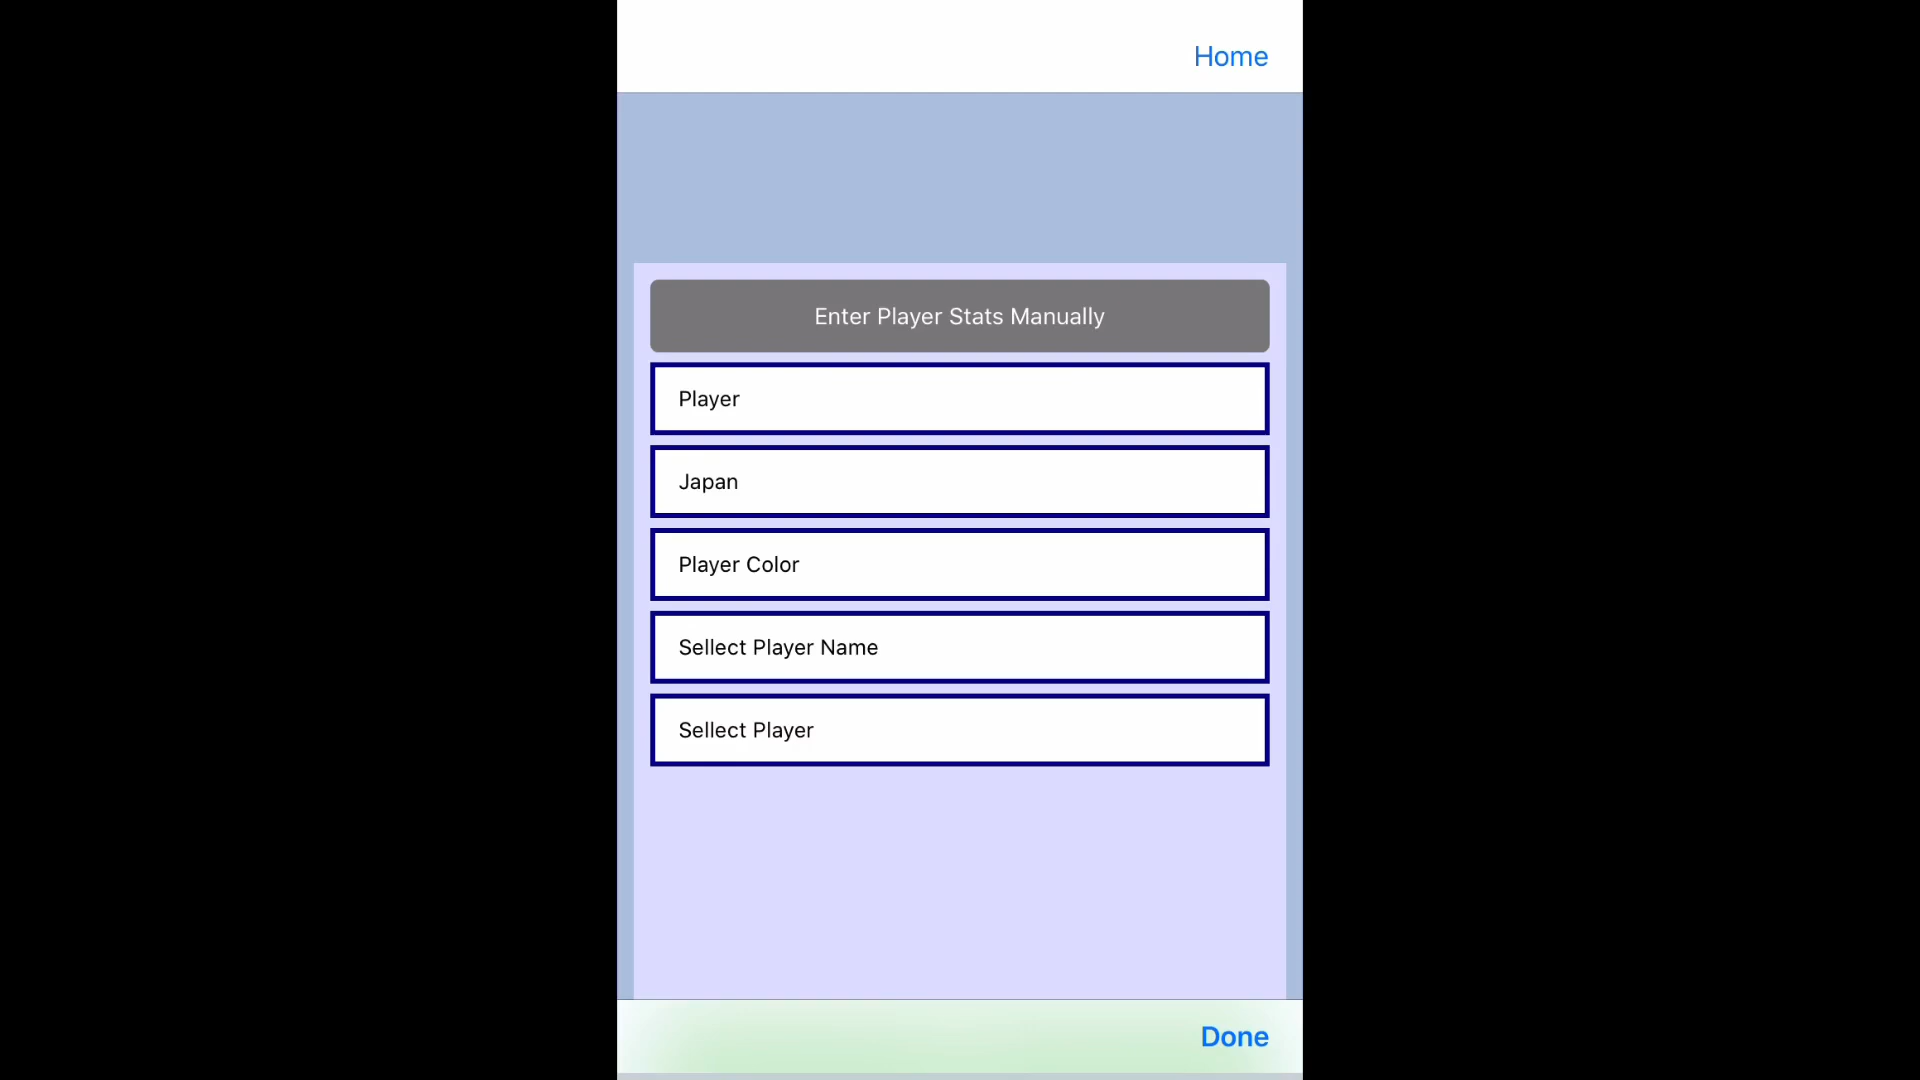 Home
Enter Player Stats Manually
Player
Japan
Player Color
Sellect Player Name
Sellect Player
Done